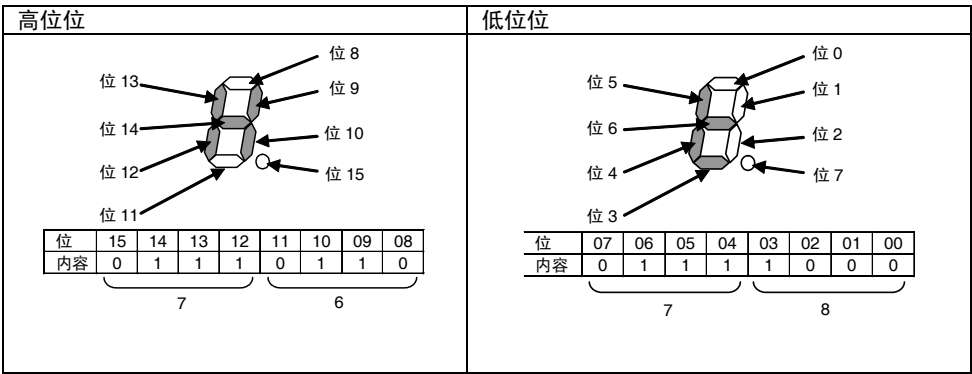 高位位
位 8
位 13
位 9
位 14
位 10
位 12
位 15
位 11
位 15 14 13 12 11 10 09 08
内容 0 1 1 1 0 1 1 0
7 6
低位位
位 0
位 5
位 1
位 6
位 2
位 4
位 7
位 3
位 07 06 05 04 03 02 01 00
内容 0 1 1 1 1 0 0 0
7 8